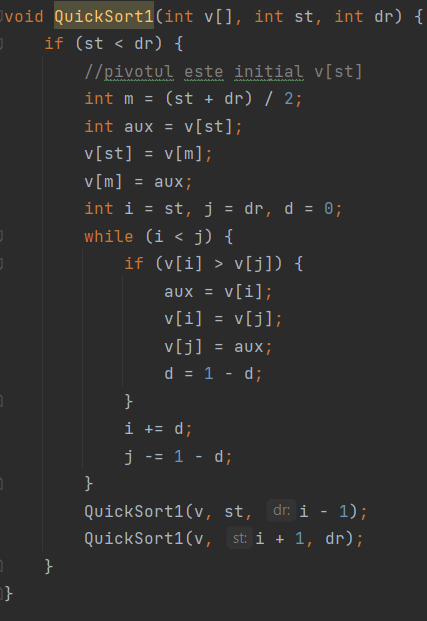 void QuickSort1(int v[], int st, int dr) {
if (st < dr) {
//pivotul este inițial v[st]
int m = (st + dr) / 2;
int aux = v[st];
v[st] = v[m];
v[m] = aux;
int i = st, j = dr, d = 0;
while (i < j) {
if (v[i] > v[j]) {
aux = v[i];
v[i] = v[j];
v[j] = aux;
d = 1 - d;
}
i += d;
j -= 1 - d;
}
QuickSort1(v, st, dr: i - 1);
QuickSort1(v, st: i + 1, dr);
}
}